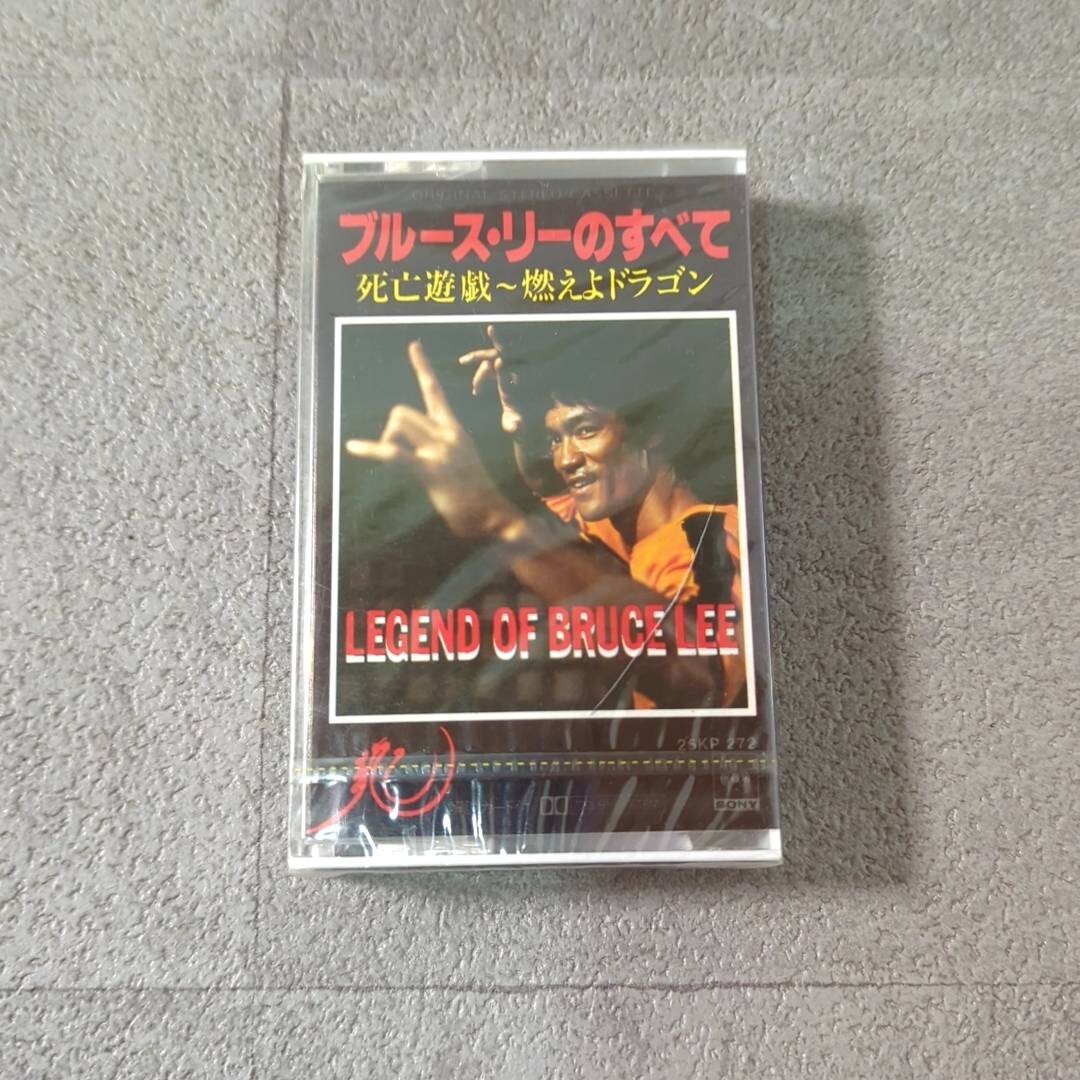 ORIGINAL STEREO CASSETTE
ブルース・リーのすべて
死亡遊戯～燃えよドラゴン
LEGEND OF BRUCE LEE
25KP 272
SONY